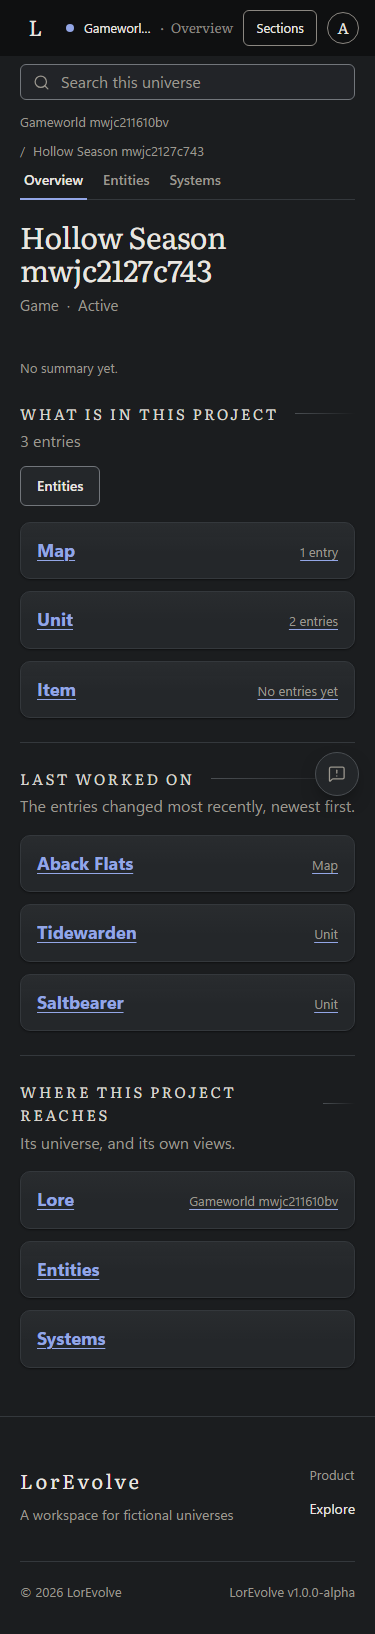 L Gameworl... · Overview Sections A
Search this universe
Gameworld mwjc211610bv
/ Hollow Season mwjc2127c743
Overview Entities Systems
Hollow Season
mwjc2127c743
Game · Active
No summary yet.
WHAT IS IN THIS PROJECT
3 entries
Entities
Map 1 entry
Unit 2 entries
Item No entries yet
LAST WORKED ON
The entries changed most recently, newest first.
Aback Flats Map
Tidewarden Unit
Saltbearer Unit
WHERE THIS PROJECT
REACHES
Its universe, and its own views.
Lore Gameworld mwjc211610bv
Entities
Systems
LorEvolve Product
A workspace for fictional universes Explore
© 2026 LorEvolve LorEvolve v1.0.0-alpha